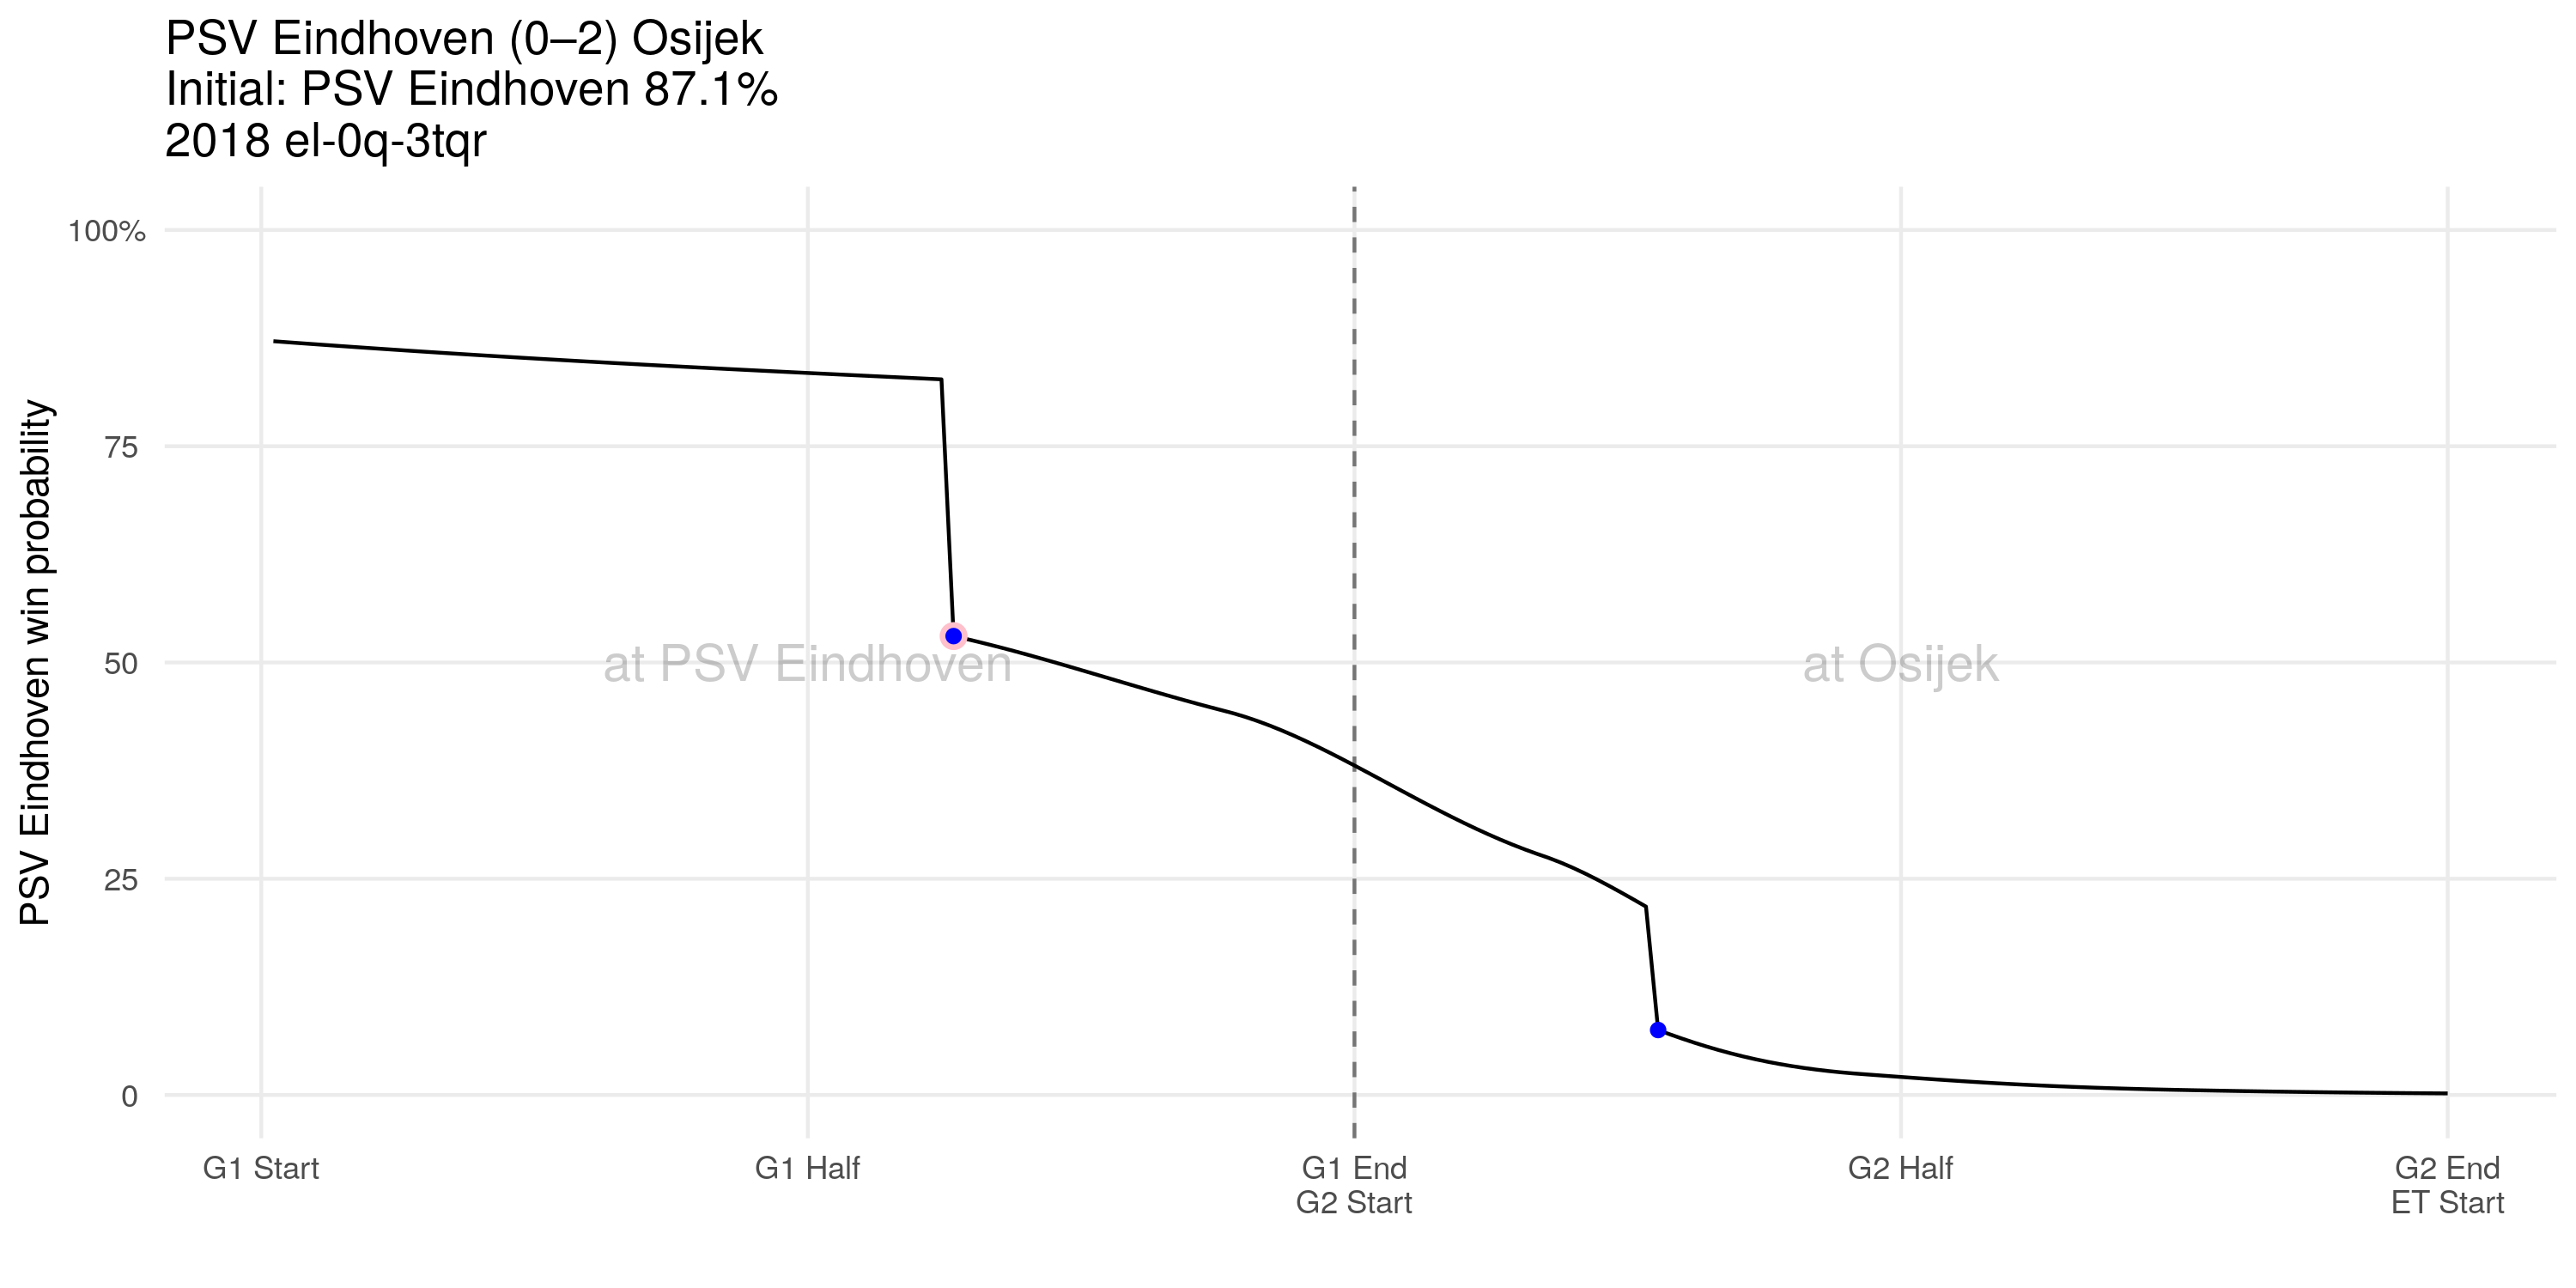 PSV Eindhoven (0–2) Osijek
Initial: PSV Eindhoven 87.1%
2018 el-0q-3tqr
PSV Eindhoven win probability
100%
75
50
25
0
at PSV Eindhoven
at Osijek
G1 Start
G1 Half
G1 End
G2 Start
G2 Half
G2 End
ET Start